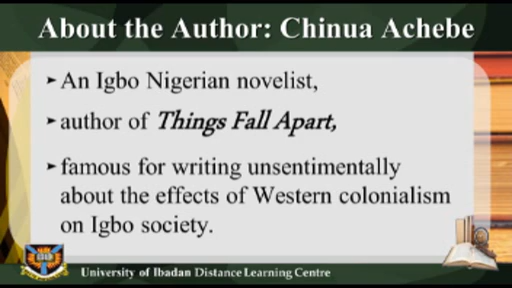 About the Author: Chinua Achebe
➢An Igbo Nigerian novelist,
➢author of Things Fall Apart,
➢famous for writing unsentimentally
about the effects of Western colonialism
on Igbo society.
University of Ibadan Distance Learning Centre